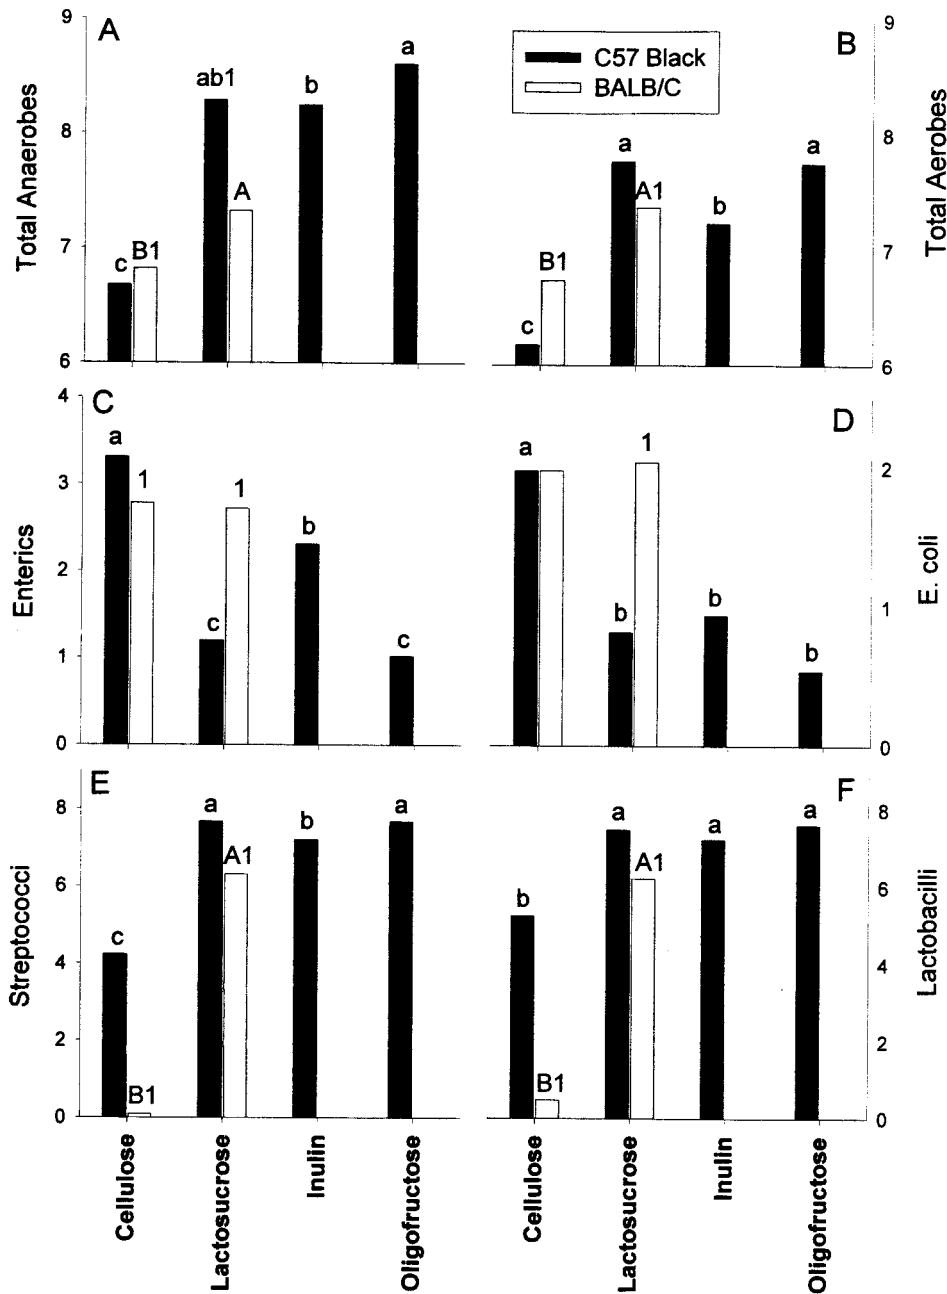 A
Total Anaerobes
9
8
7
6
c
B1
ab1
A
b
a
C57 Black
BALB/C
B
Total Aerobes
9
8
7
6
c
B1
a
A1
b
a
C
Enterics
4
3
2
1
0
a
1
c
1
b
c
D
E. coli
2
1
0
a
b
1
b
b
E
Streptococci
8
6
4
2
0
c
B1
a
A1
b
a
F
Lactobacilli
8
6
4
2
0
b
B1
a
A1
a
a
Cellulose
Lactosucrose
Inulin
Oligofructose
Cellulose
Lactosucrose
Inulin
Oligofructose